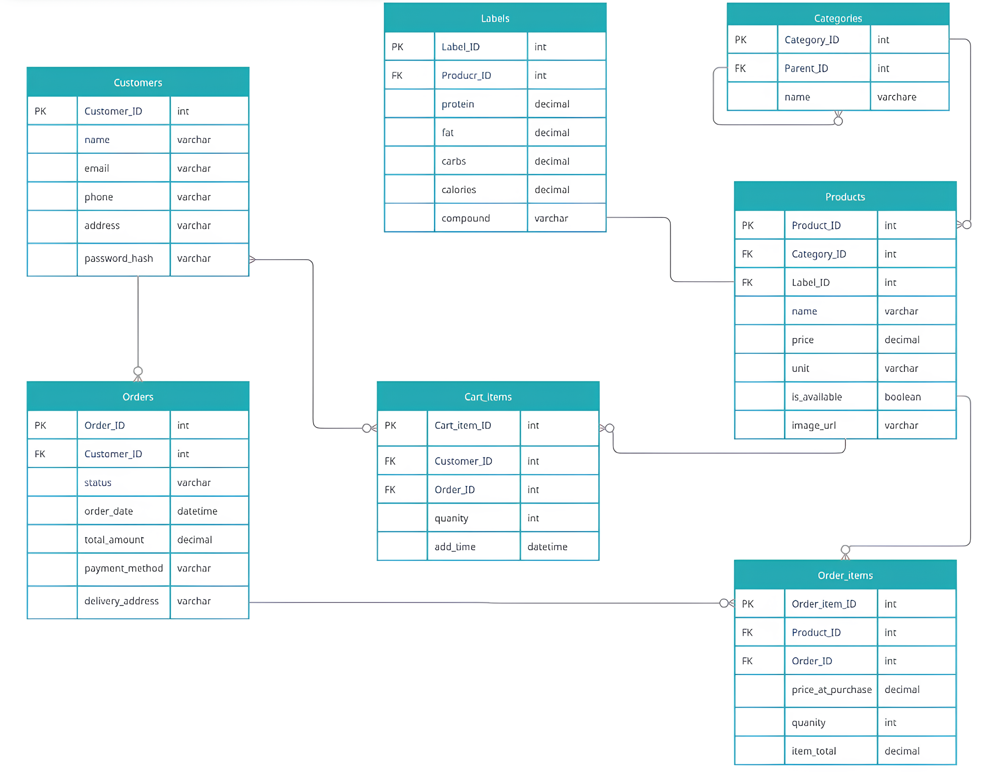 Labels
PK Label_ID int
FK Producr_ID int
protein decimal
fat decimal
carbs decimal
calories decimal
compound varchar
Categories
PK Category_ID int
FK Parent_ID int
name varchare
Customers
PK Customer_ID int
name varchar
email varchar
phone varchar
address varchar
password_hash varchar
Products
PK Product_ID int
FK Category_ID int
FK Label_ID int
name varchar
price decimal
unit varchar
is_available boolean
image_url varchar
Orders
PK Order_ID int
FK Customer_ID int
status varchar
order_date datetime
total_amount decimal
payment_method varchar
delivery_address varchar
Cart_items
PK Cart_item_ID int
FK Customer_ID int
FK Order_ID int
quanity int
add_time datetime
Order_items
PK Order_item_ID int
FK Product_ID int
FK Order_ID int
price_at_purchase decimal
quanity int
item_total decimal